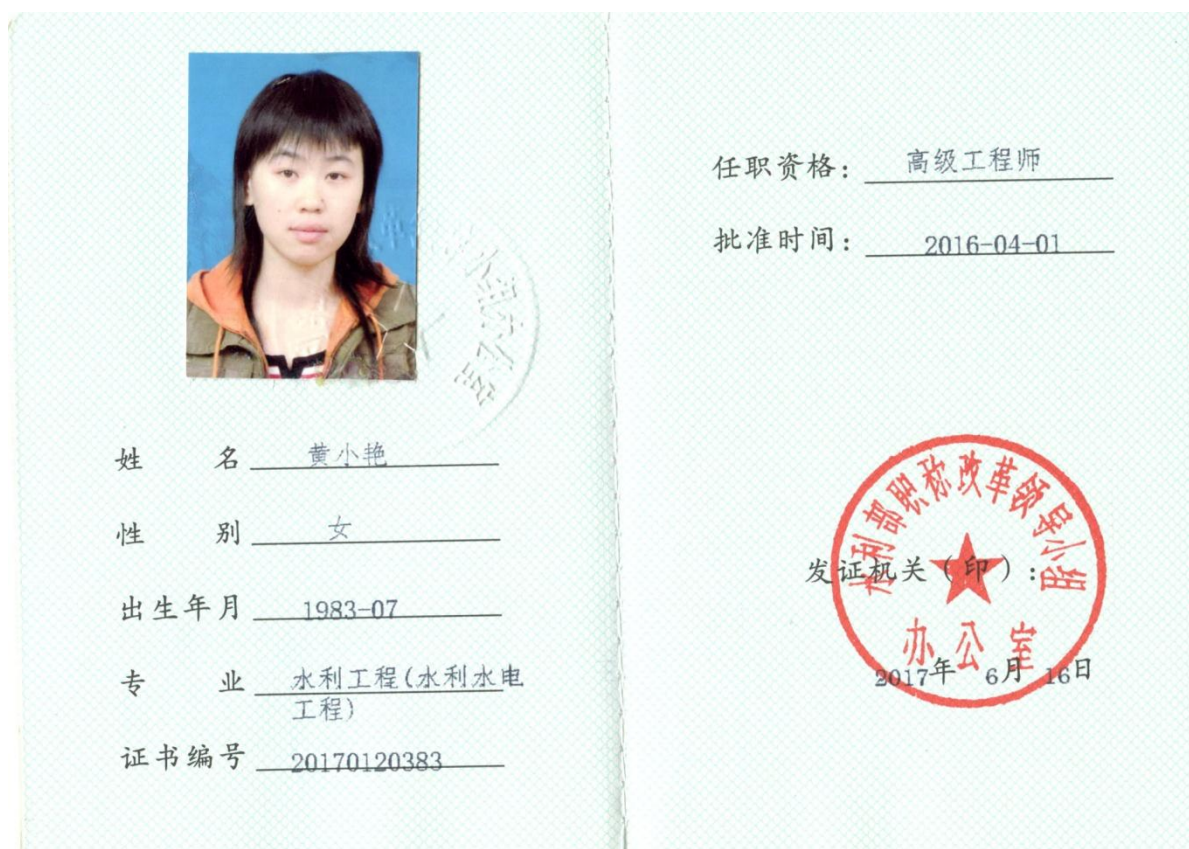 姓 名 黄小艳
性 别 女
出生年月 1983-07
专 业 水利工程(水利水电
工程)
证书编号 20170120383
任职资格: 高级工程师
批准时间: 2016-04-01
水利部职称改革领导小组
发证机关(印):
办公室
2017年 6月 16日